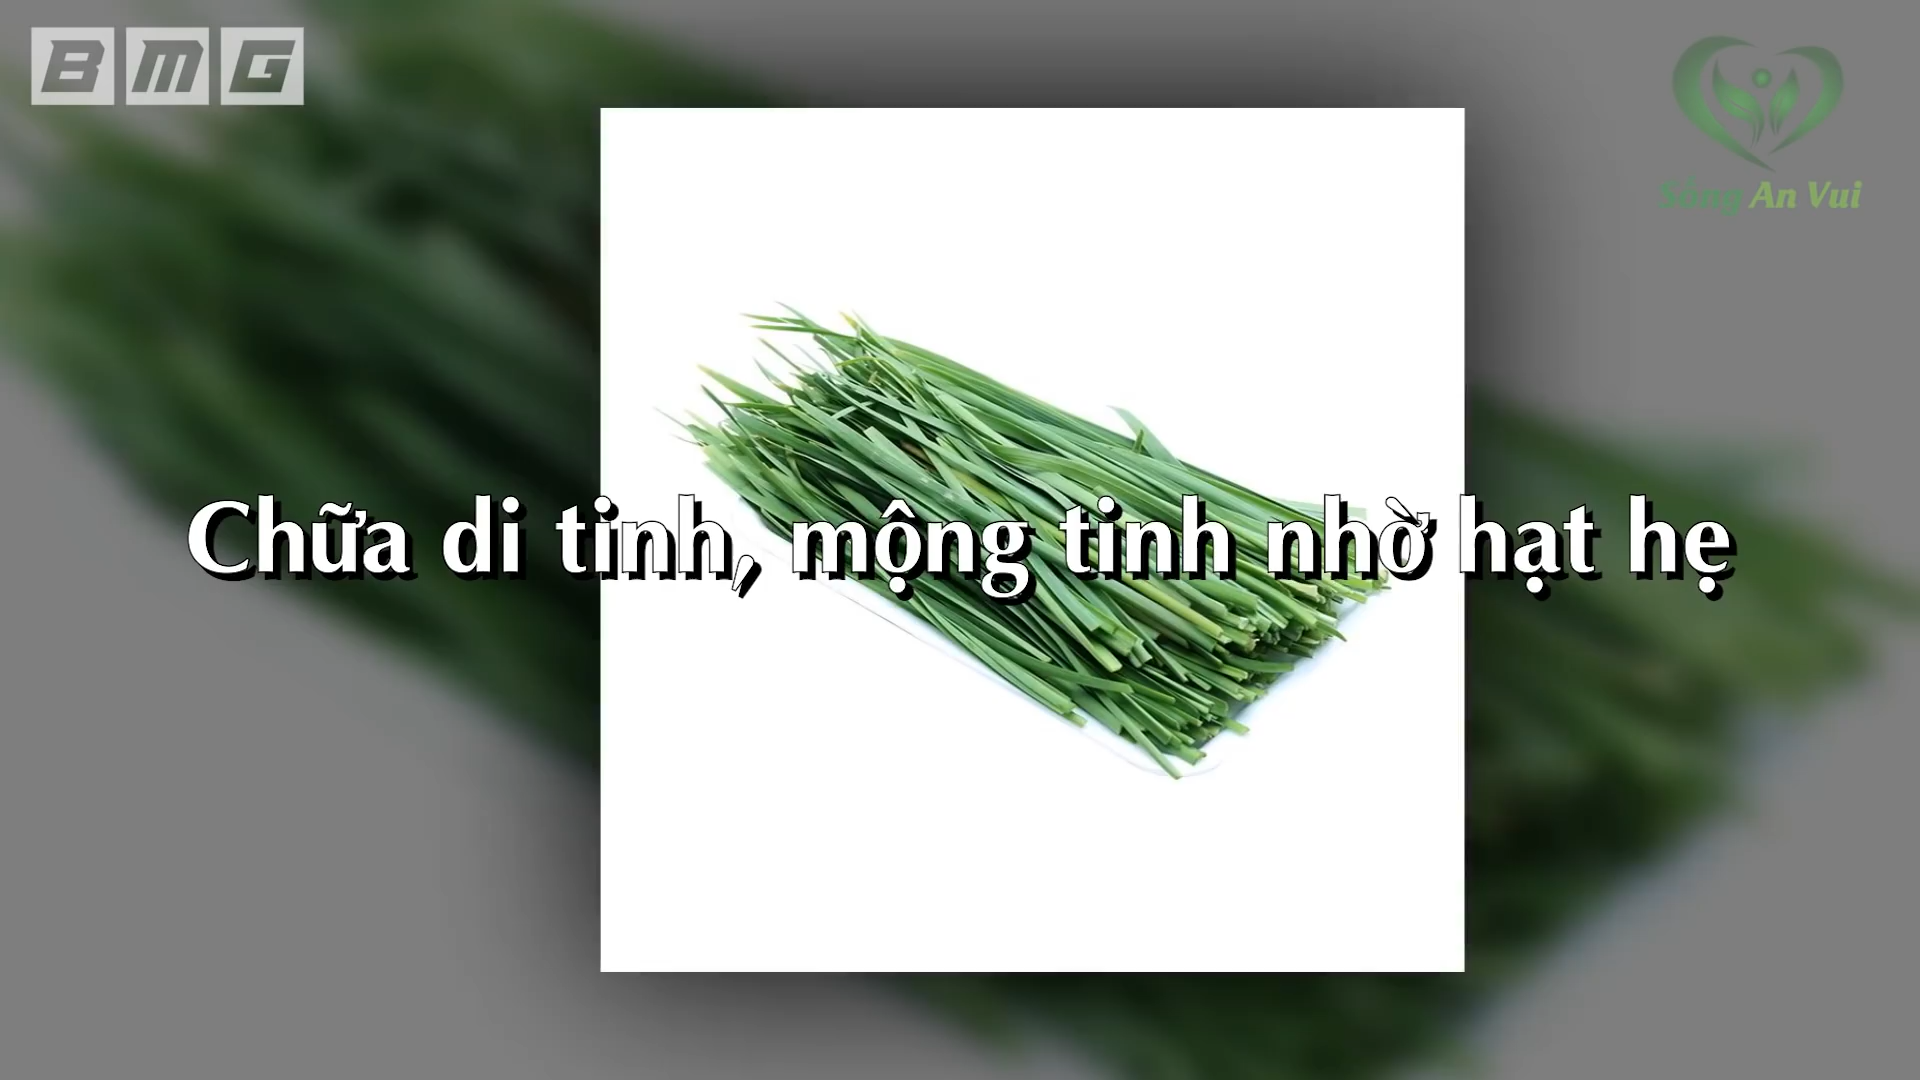 BMG
Sống An Vui
Chữa di tinh, mộng tinh nhờ hạt hẹ